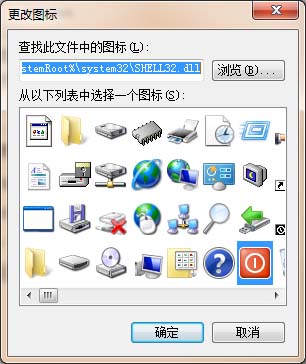 更改图标
查找此文件中的图标(L):
stemRoot%\system32\SHELL32.dll
浏览(B)...
从以下列表中选择一个图标(S):
确定
取消